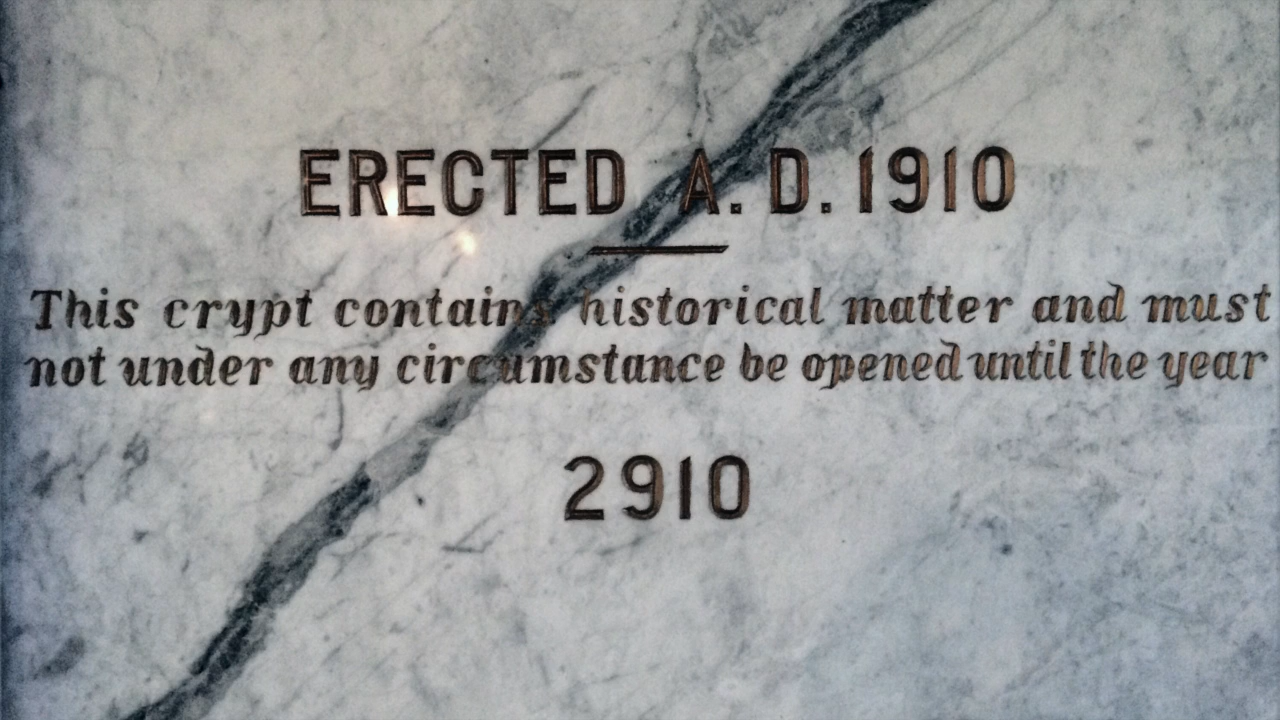 ERECTED A. D. 1910
This crypt contains historical matter and must
not under any circumstance be opened until the year
2910